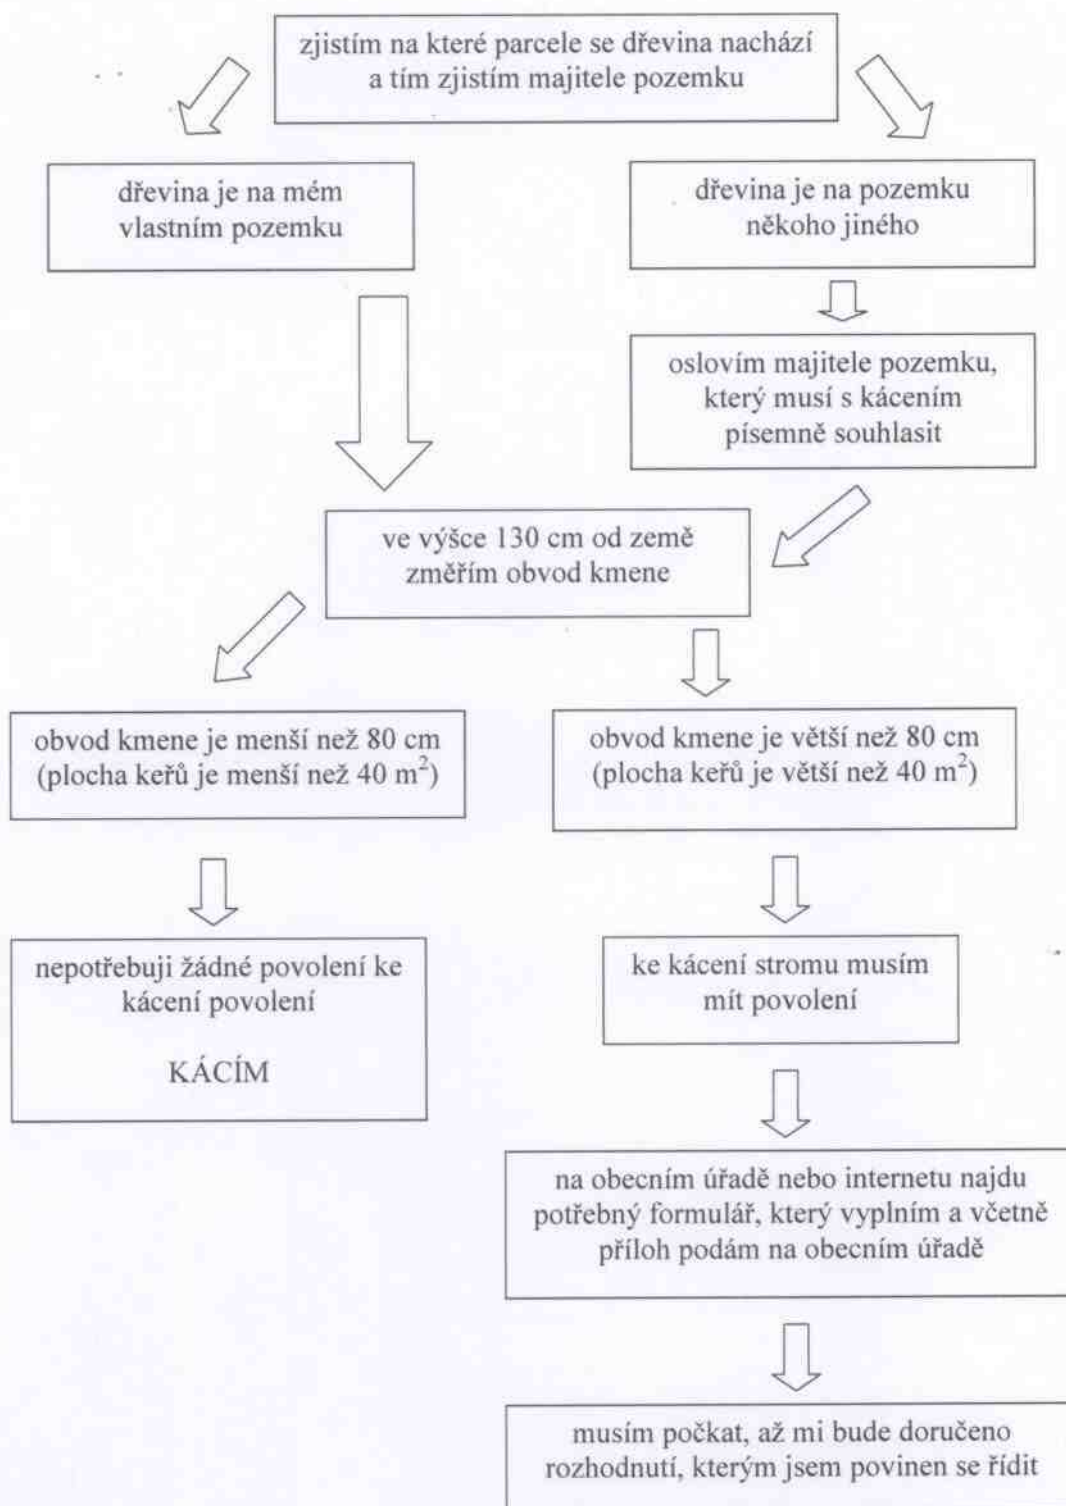 zjistím na které parcele se dřevina nachází
a tím zjistím majitele pozemku
dřevina je na mém
vlastním pozemku
dřevina je na pozemku
někoho jiného
oslovím majitele pozemku,
který musí s kácením
písemně souhlasit
ve výšce 130 cm od země
změřím obvod kmene
obvod kmene je menší než 80 cm
(plocha keřů je menší než 40 m²)
obvod kmene je větší než 80 cm
(plocha keřů je větší než 40 m²)
nepotřebuji žádné povolení ke
kácení povolení
KÁCÍM
ke kácení stromu musím
mít povolení
na obecním úřadě nebo internetu najdu
potřebný formulář, který vyplním a včetně
příloh podám na obecním úřadě
musím počkat, až mi bude doručeno
rozhodnutí, kterým jsem povinen se řídit